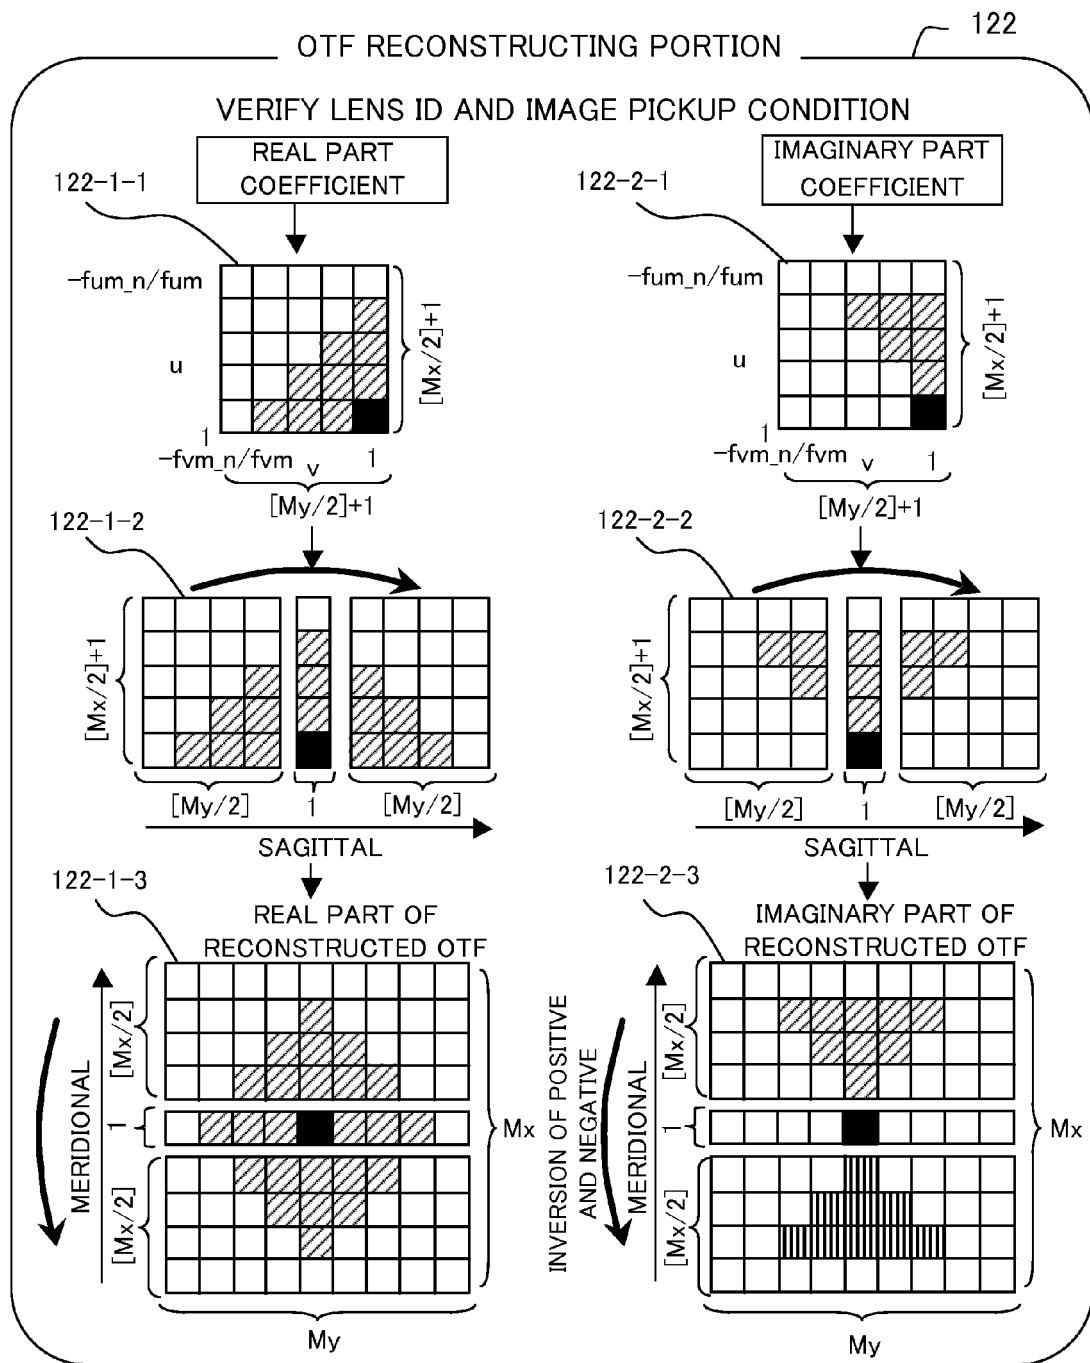 122
OTF RECONSTRUCTING PORTION
VERIFY LENS ID AND IMAGE PICKUP CONDITION
REAL PART
COEFFICIENT
122-1-1
-fum_n/fum
u
1
[Mx/2]+1
-fvm_n/fvm
v
1
[My/2]+1
122-1-2
[Mx/2]+1
[My/2]
1
[My/2]
SAGITTAL
122-1-3
REAL PART OF
RECONSTRUCTED OTF
MERIDIONAL
[Mx/2]
1
[Mx/2]
Mx
My
IMAGINARY PART
COEFFICIENT
122-2-1
-fum_n/fum
u
1
[Mx/2]+1
-fvm_n/fvm
v
1
[My/2]+1
122-2-2
[Mx/2]+1
[My/2]
1
[My/2]
SAGITTAL
122-2-3
IMAGINARY PART OF
RECONSTRUCTED OTF
INVERSION OF POSITIVE
AND NEGATIVE
MERIDIONAL
[Mx/2]
1
[Mx/2]
Mx
My